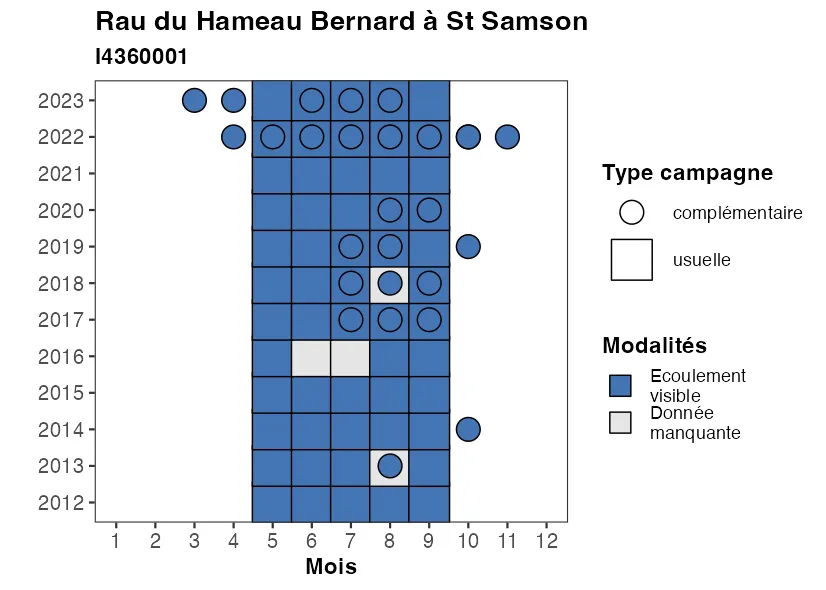 Rau du Hameau Bernard à St Samson
I4360001
2023
2022
2021
2020
2019
2018
2017
2016
2015
2014
2013
2012
1 2 3 4 5 6 7 8 9 10 11 12
Mois
Type campagne
complémentaire
usuelle
Modalités
Ecoulement
visible
Donnée
manquante